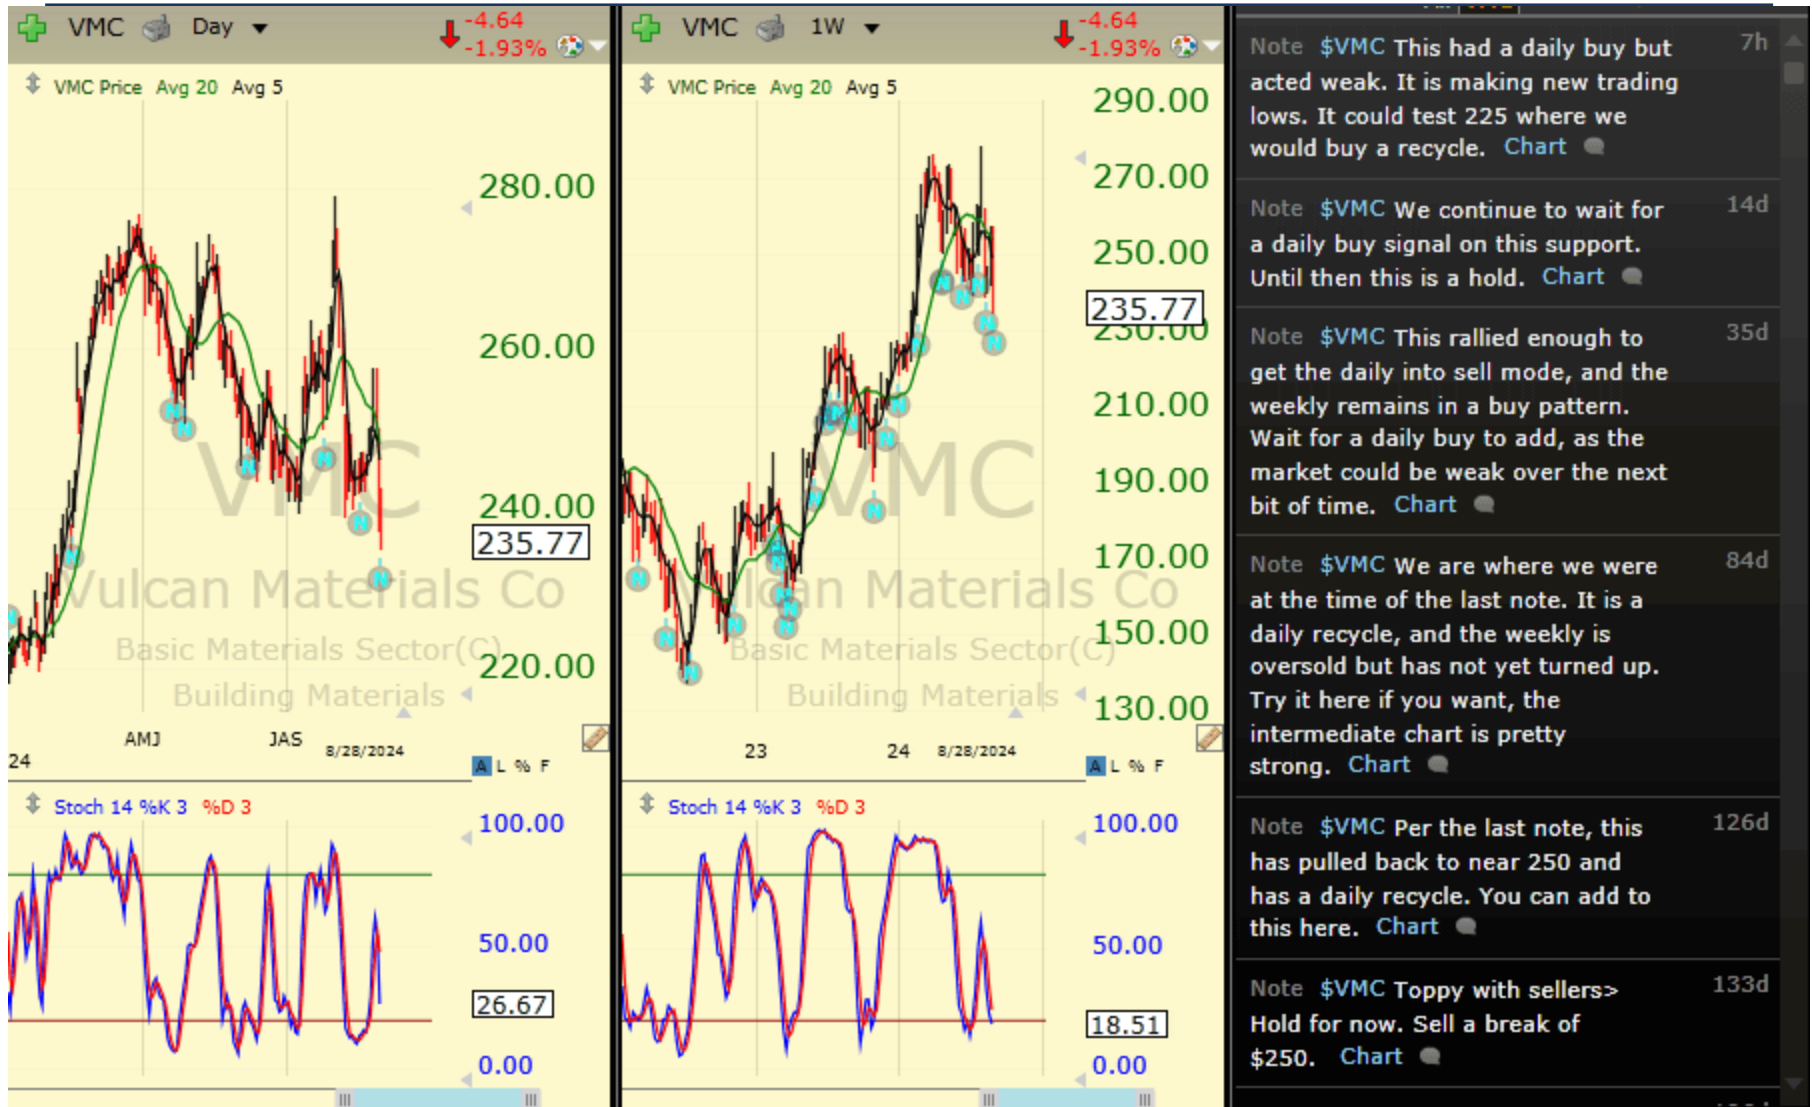 VMC Day
-4.64
-1.93%
VMC Price Avg 20 Avg 5
280.00
260.00
240.00
235.77
220.00
VMC
Vulcan Materials Co
Basic Materials Sector(C)
Building Materials
24
AMJ
JAS
8/28/2024
A L % F
Stoch 14 %K 3 %D 3
100.00
50.00
26.67
0.00
VMC 1W
-4.64
-1.93%
VMC Price Avg 20 Avg 5
290.00
270.00
250.00
235.77
230.00
210.00
190.00
170.00
150.00
130.00
VMC
Vulcan Materials Co
Basic Materials Sector(C)
Building Materials
23
24
8/28/2024
A L % F
Stoch 14 %K 3 %D 3
100.00
50.00
18.51
0.00
Note $VMC This had a daily buy but 7h
acted weak. It is making new trading
lows. It could test 225 where we
would buy a recycle. Chart
Note $VMC We continue to wait for 14d
a daily buy signal on this support.
Until then this is a hold. Chart
Note $VMC This rallied enough to 35d
get the daily into sell mode, and the
weekly remains in a buy pattern.
Wait for a daily buy to add, as the
market could be weak over the next
bit of time. Chart
Note $VMC We are where we were 84d
at the time of the last note. It is a
daily recycle, and the weekly is
oversold but has not yet turned up.
Try it here if you want, the
intermediate chart is pretty
strong. Chart
Note $VMC Per the last note, this 126d
has pulled back to near 250 and
has a daily recycle. You can add to
this here. Chart
Note $VMC Toppy with sellers> 133d
Hold for now. Sell a break of
$250. Chart